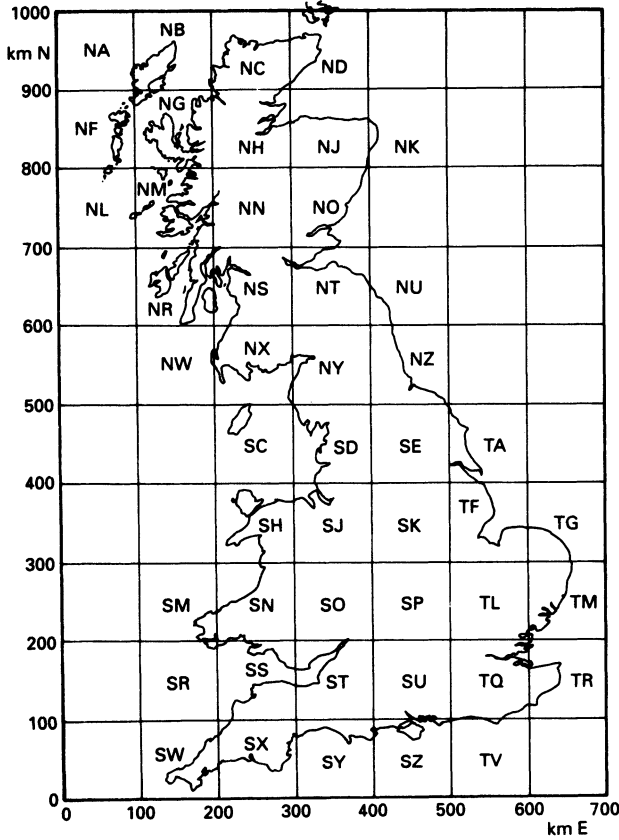 1000
km N
NA
NB
NC
ND
900
NF
NG
NH
NJ
NK
800
NL
NM
NN
NO
700
NR
NS
NT
NU
600
NW
NX
NY
NZ
500
SC
SD
SE
TA
400
SH
SJ
SK
TF
TG
300
SM
SN
SO
SP
TL
TM
200
SR
SS
ST
SU
TQ
TR
100
SW
SX
SY
SZ
TV
0
0 100 200 300 400 500 600 700
km E